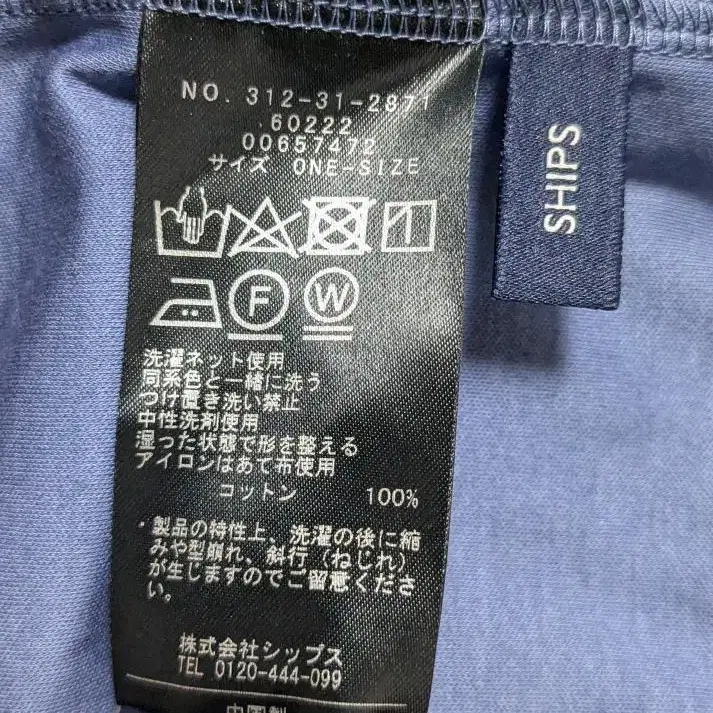 NO. 312-31-2871
60222
00657472
サイズ ONE-SIZE
F W
洗濯ネット使用
同系色と一緒に洗う
つけ置き洗い禁止
中性洗剤使用
湿った状態で形を整える
アイロンはあて布使用
コットン 100%
・製品の特性上、洗濯の後に縮
みや型崩れ、斜行（ねじれ）
が生じますのでご留意くださ
い。
株式会社シップス
TEL 0120-444-099
中国製
SHIPS